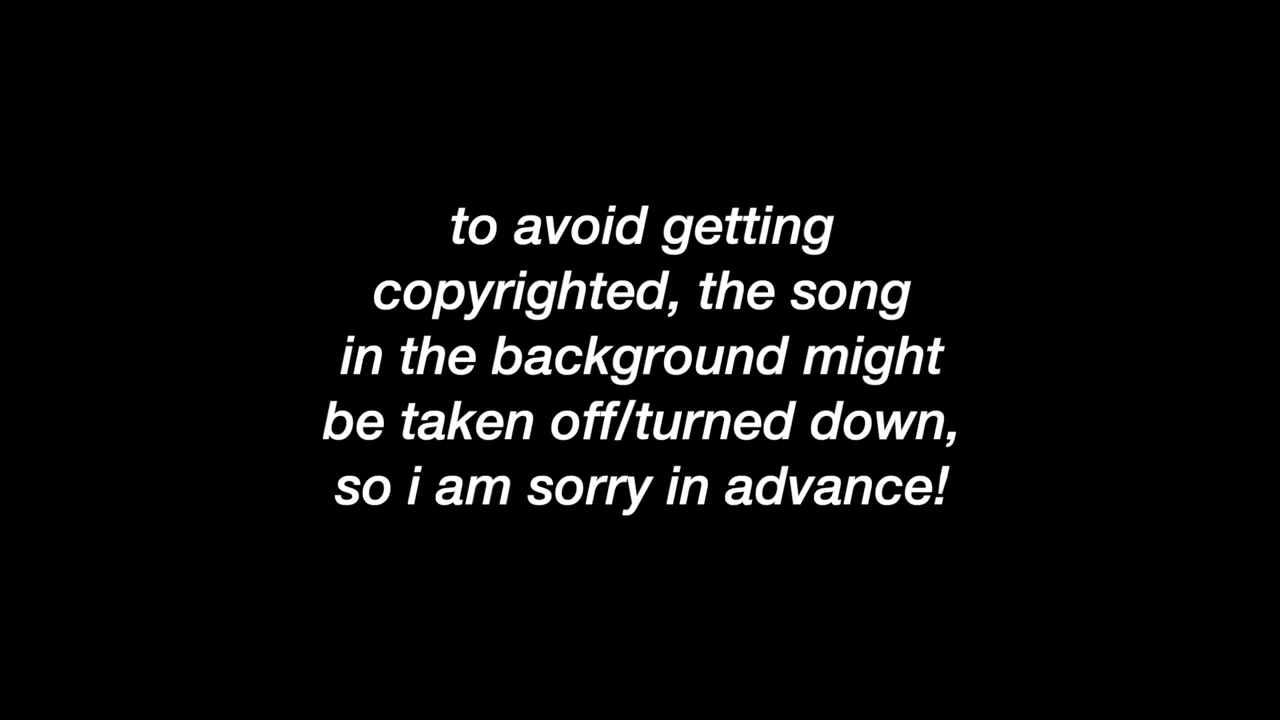 to avoid getting
copyrighted, the song
in the background might
be taken off/turned down,
so i am sorry in advance!